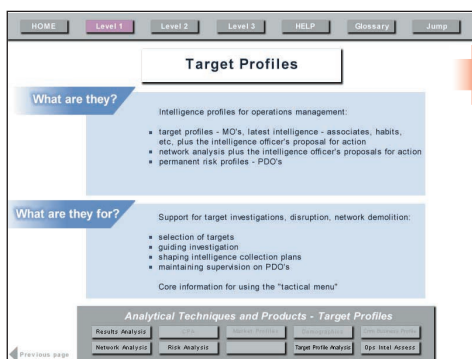 HOME Level 1 Level 2 Level 3 HELP Glossary Jump
Target Profiles
What are they?
Intelligence profiles for operations management:
target profiles - MO's, latest intelligence - associates, habits,
etc, plus the intelligence officer's proposal for action
network analysis plus the intelligence officer's proposals for action
permanent risk profiles - PDO's
What are they for?
Support for target investigations, disruption, network demolition:
selection of targets
guiding investigation
shaping intelligence collection plans
maintaining supervision on PDO's
Core information for using the "tactical menu"
Analytical Techniques and Products - Target Profiles
Results Analysis
Network Analysis Risk Analysis Target Profile Analysis Ops Intel Assess
Previous page